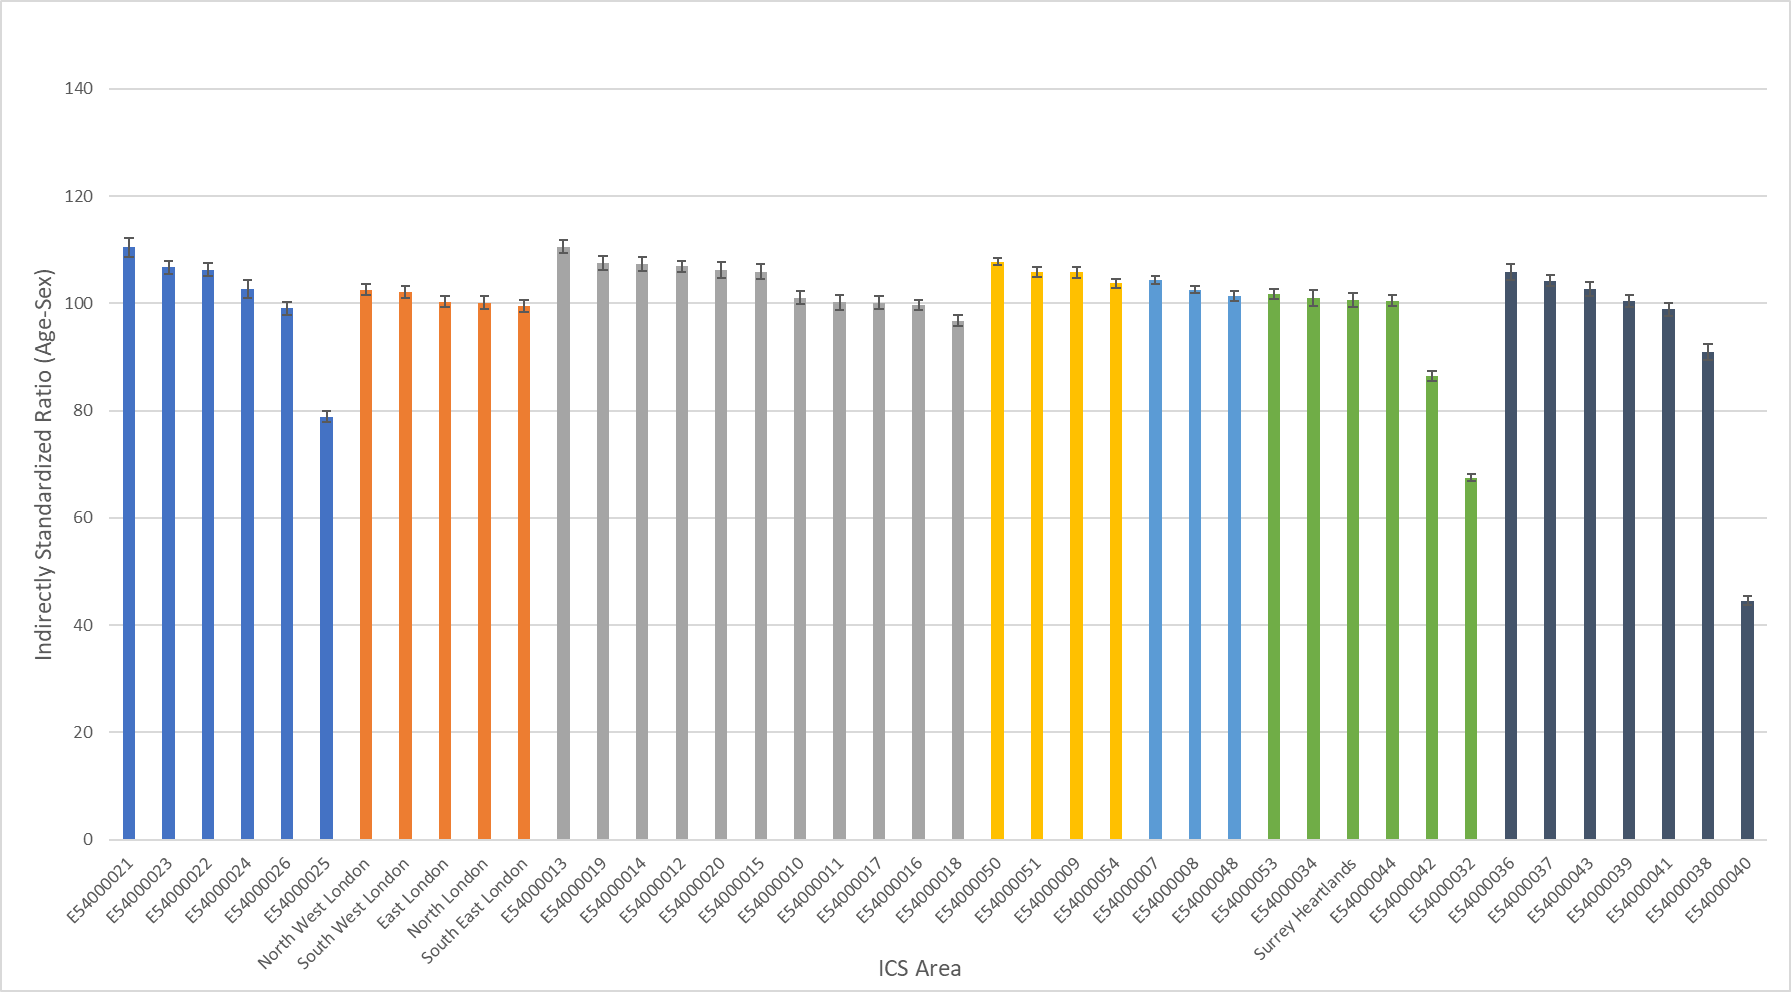 140
120
100
80
60
40
20
0
Indirectly Standardized Ratio (Age-Sex)
E54000021
E54000023
E54000022
E54000024
E54000026
E54000025
North West London
South West London
East London
North London
South East London
E54000013
E54000019
E54000014
E54000012
E54000020
E54000015
E54000010
E54000011
E54000017
E54000016
E54000018
E54000050
E54000051
E54000009
E54000054
E54000007
E54000008
E54000048
E54000053
E54000034
Surrey Heartlands
E54000044
E54000042
E54000032
E54000036
E54000037
E54000043
E54000039
E54000041
E54000038
E54000040
ICS Area